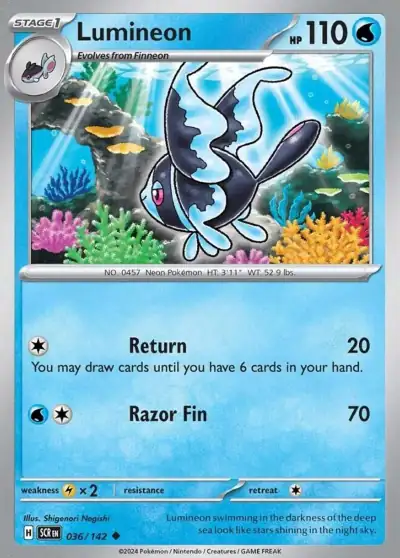 STAGE 1
Lumineon
HP 110
Evolves from Finneon
NO. 0457 Neon Pokémon HT: 3'11" WT: 52.9 lbs.
Return 20
You may draw cards until you have 6 cards in your hand.
Razor Fin 70
weakness ×2 resistance retreat
Illus. Shigenori Negishi
Lumineon swimming in the darkness of the deep
sea look like stars shining in the night sky.
H SCR EN 036/142
©2024 Pokémon / Nintendo / Creatures / GAME FREAK